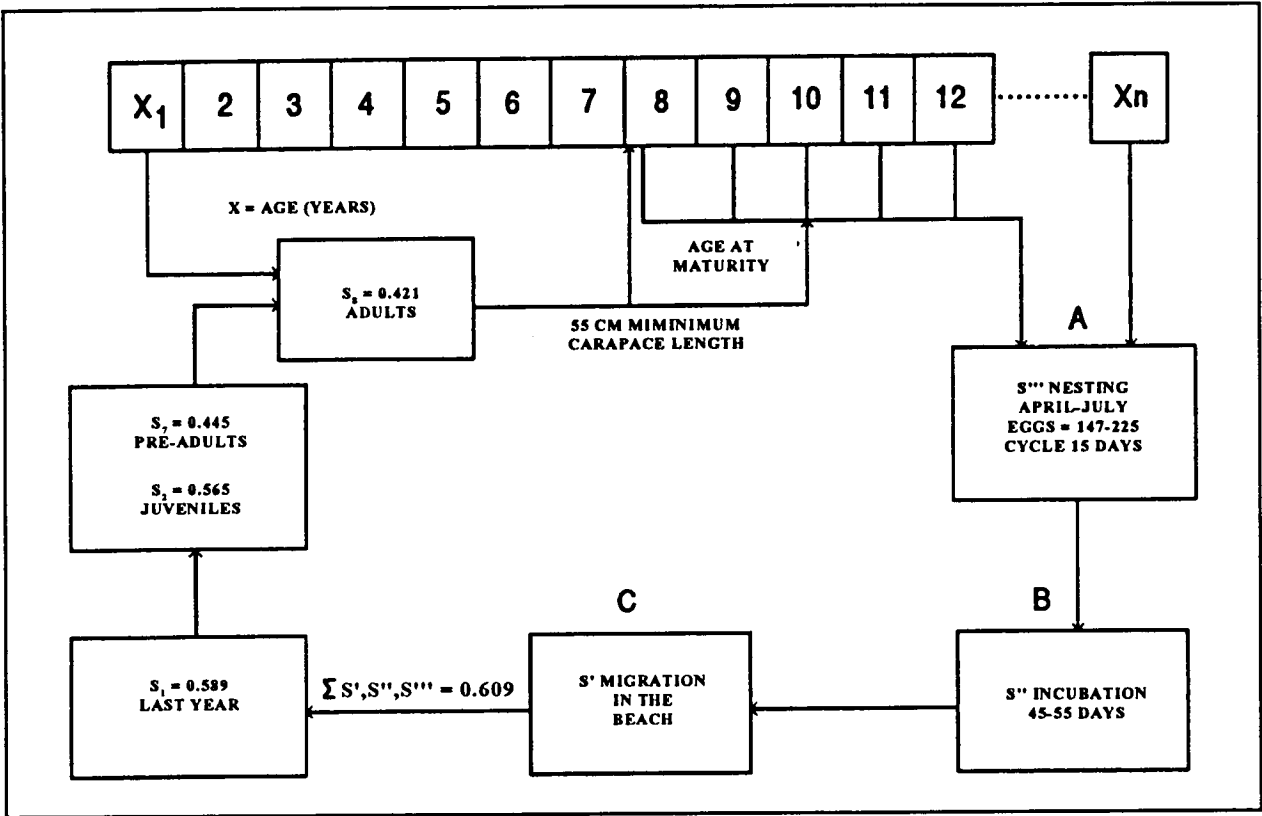 X₁ 2 3 4 5 6 7 8 9 10 11 12 Xn
X = AGE (YEARS)
AGE AT
MATURITY
S₈ = 0.421
ADULTS
55 CM MIMINIMUM
CARAPACE LENGTH
A
S''' NESTING
APRIL-JULY
EGGS = 147-225
CYCLE 15 DAYS
S₇ = 0.445
PRE-ADULTS
S₂ = 0.565
JUVENILES
C
B
S₁ = 0.589
LAST YEAR
Σ S',S'',S''' = 0.609
S' MIGRATION
IN THE
BEACH
S'' INCUBATION
45-55 DAYS